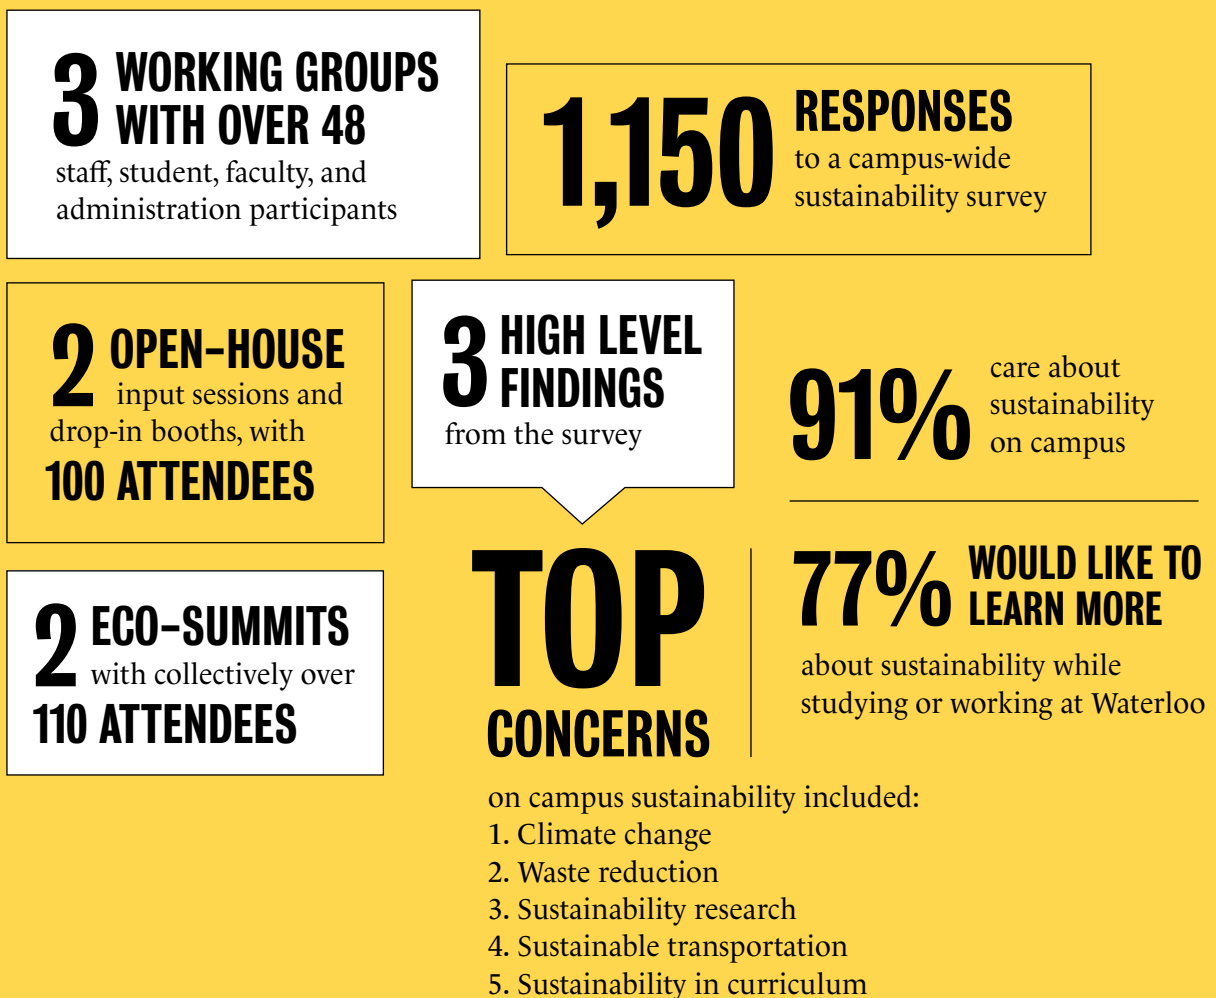 3 WORKING GROUPS
WITH OVER 48
staff, student, faculty, and
administration participants
1,150 RESPONSES
to a campus-wide
sustainability survey
2 OPEN–HOUSE
input sessions and
drop-in booths, with
100 ATTENDEES
3 HIGH LEVEL
FINDINGS
from the survey
91% care about
sustainability
on campus
2 ECO–SUMMITS
with collectively over
110 ATTENDEES
TOP
CONCERNS
on campus sustainability included:
1. Climate change
2. Waste reduction
3. Sustainability research
4. Sustainable transportation
5. Sustainability in curriculum
77% WOULD LIKE TO
LEARN MORE
about sustainability while
studying or working at Waterloo